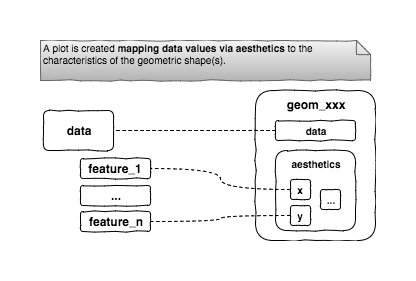 A plot is created mapping data values via aesthetics to the
characteristics of the geometric shape(s).
geom_xxx
data
data
aesthetics
feature_1
x
...
...
y
feature_n